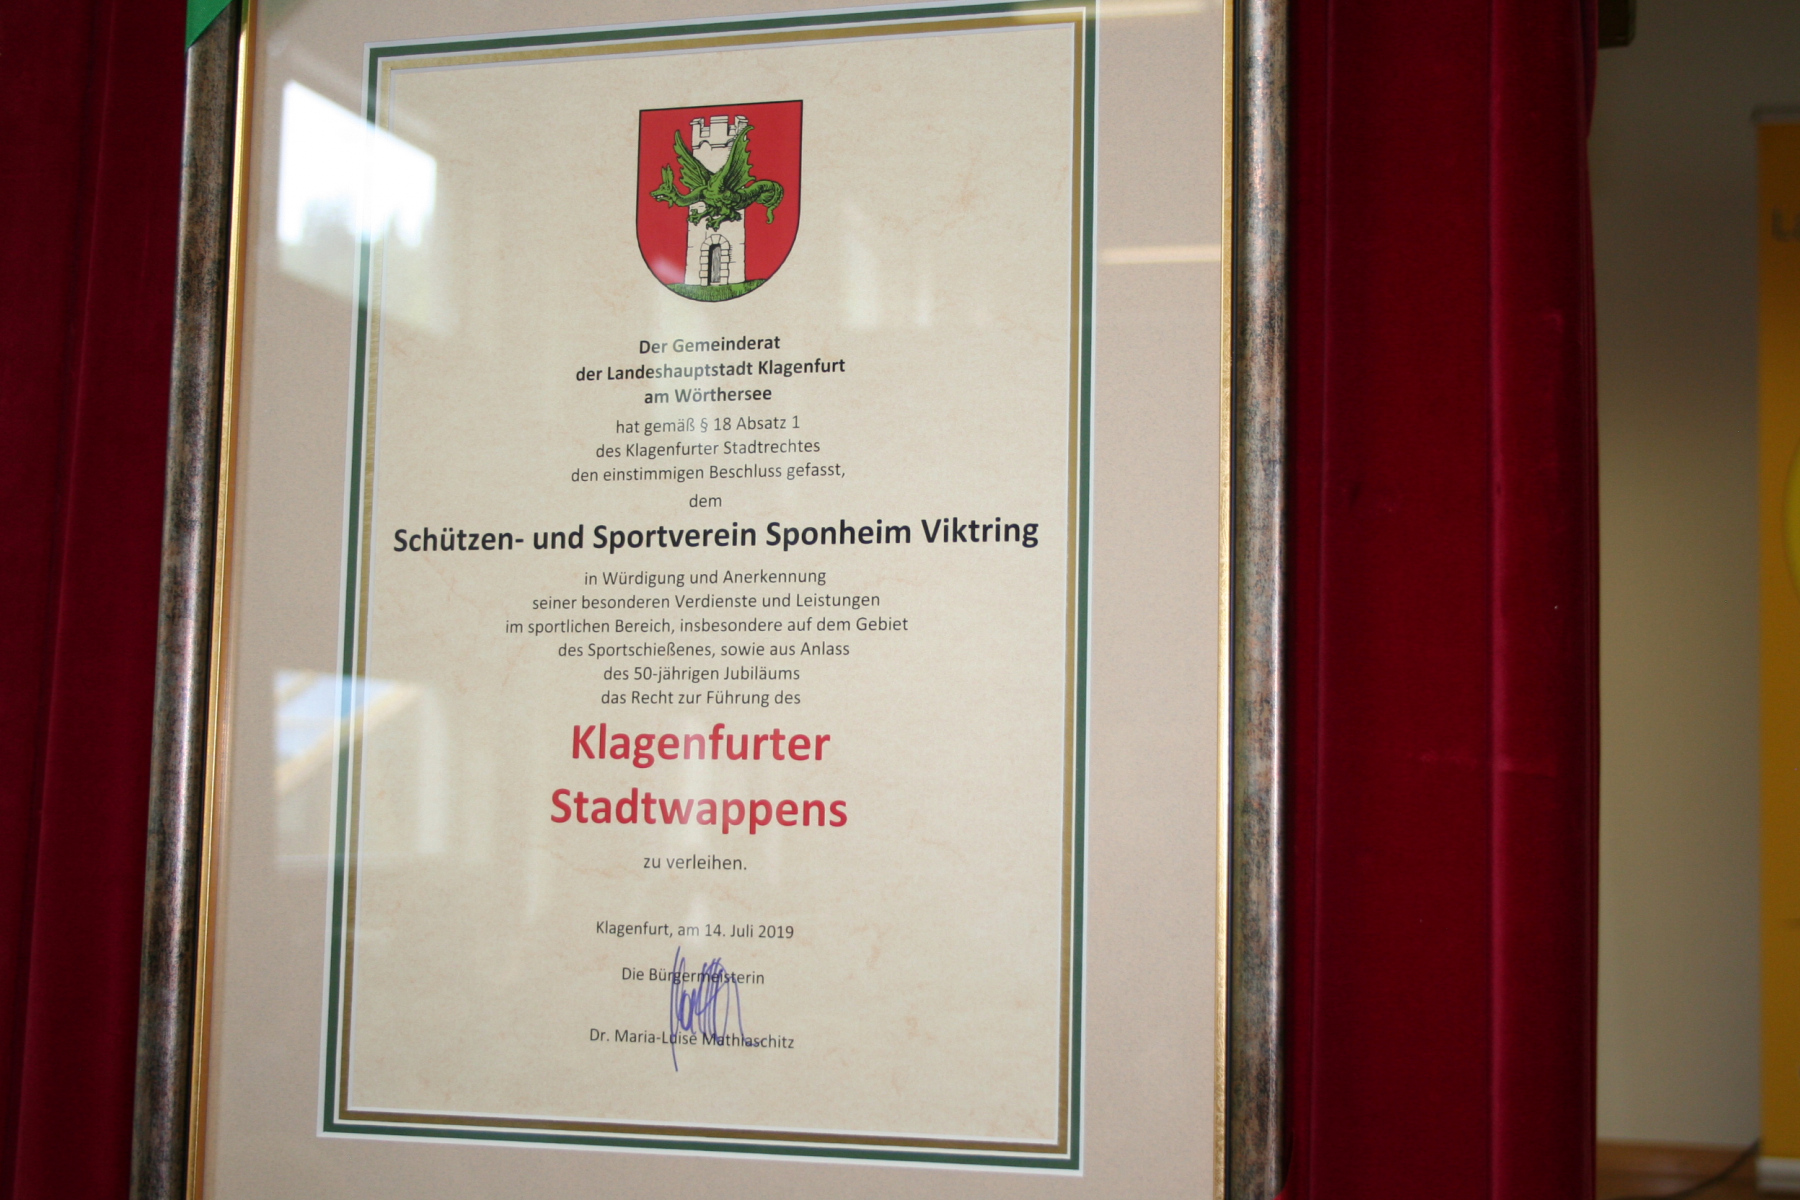 Der Gemeinderat
der Landeshauptstadt Klagenfurt
am Wörthersee
hat gemäß § 18 Absatz 1
des Klagenfurter Stadtrechtes
den einstimmigen Beschluss gefasst,
dem
Schützen- und Sportverein Sponheim Viktring
in Würdigung und Anerkennung
seiner besonderen Verdienste und Leistungen
im sportlichen Bereich, insbesondere auf dem Gebiet
des Sportschießenes, sowie aus Anlass
des 50-jährigen Jubiläums
das Recht zur Führung des
Klagenfurter
Stadtwappens
zu verleihen.
Klagenfurt, am 14. Juli 2019
Die Bürgermeisterin
Dr. Maria-Luise Mathiaschitz